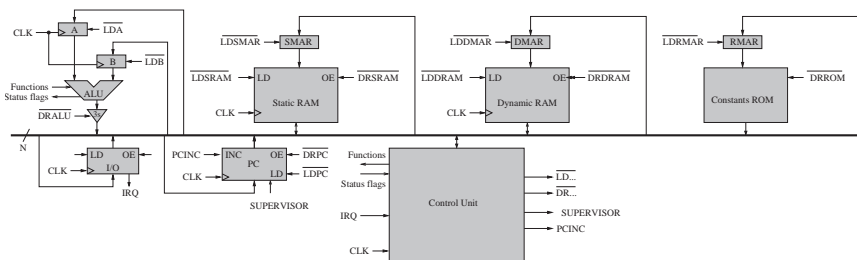 CLK
A
LDA
B
LDB
Functions
Status flags
ALU
DRALU
3s
N
LD
OE
I/O
CLK
IRQ
LDSMAR
SMAR
LDSRAM
LD
OE
DRSRAM
Static RAM
CLK
LDDMAR
DMAR
LDDRAM
LD
OE
DRDRAM
Dynamic RAM
CLK
LDRMAR
RMAR
DRROM
Constants ROM
PCINC
INC
OE
DRPC
PC
CLK
LD
LDPC
SUPERVISOR
Functions
Status flags
IRQ
CLK
Control Unit
LD...
DR...
SUPERVISOR
PCINC